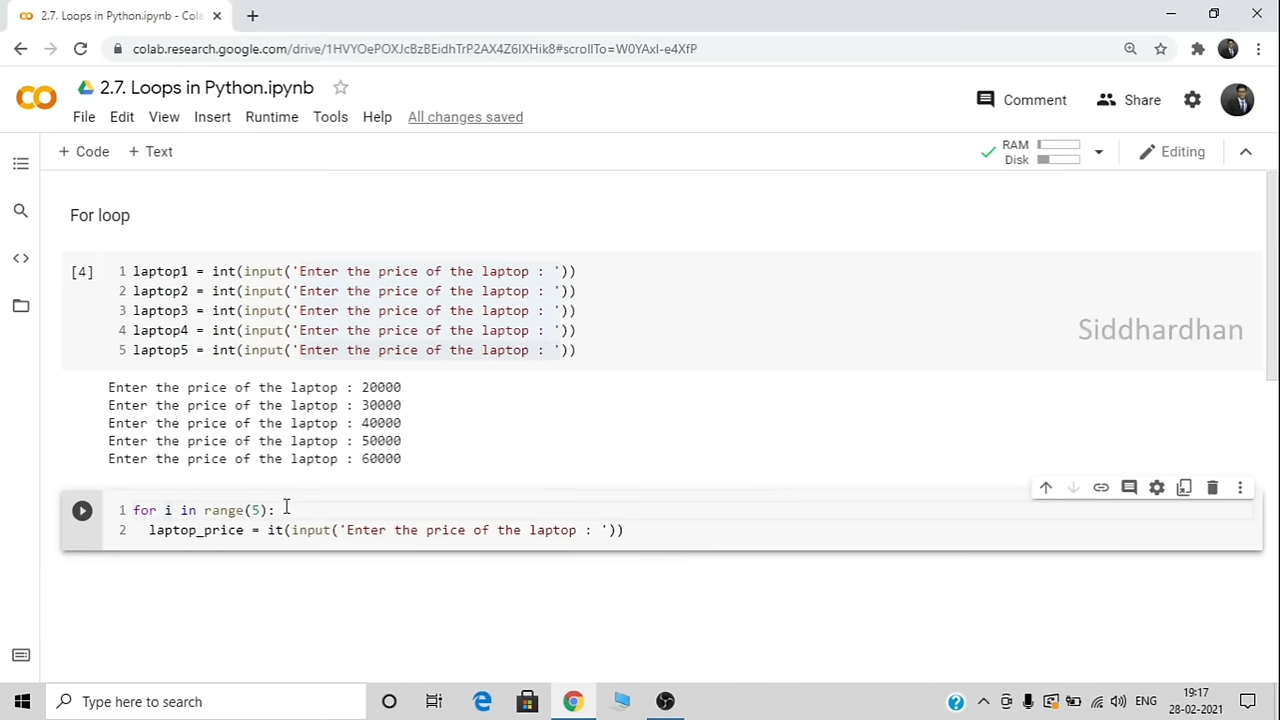 2.7. Loops in Python.ipynb - Cola
colab.research.google.com/drive/1HVYOePOXJcBzBEidhTrP2AX4Z6IXHik8#scrollTo=W0YAxI-e4XfP
2.7. Loops in Python.ipynb
Comment
Share
File Edit View Insert Runtime Tools Help All changes saved
+ Code + Text
RAM
Disk
Editing
For loop
[4]
1 laptop1 = int(input('Enter the price of the laptop : '))
2 laptop2 = int(input('Enter the price of the laptop : '))
3 laptop3 = int(input('Enter the price of the laptop : '))
4 laptop4 = int(input('Enter the price of the laptop : '))
5 laptop5 = int(input('Enter the price of the laptop : '))
Siddhardhan
Enter the price of the laptop : 20000
Enter the price of the laptop : 30000
Enter the price of the laptop : 40000
Enter the price of the laptop : 50000
Enter the price of the laptop : 60000
1 for i in range(5):
2 laptop_price = it(input('Enter the price of the laptop : '))
Type here to search
ENG
19:17
28-02-2021